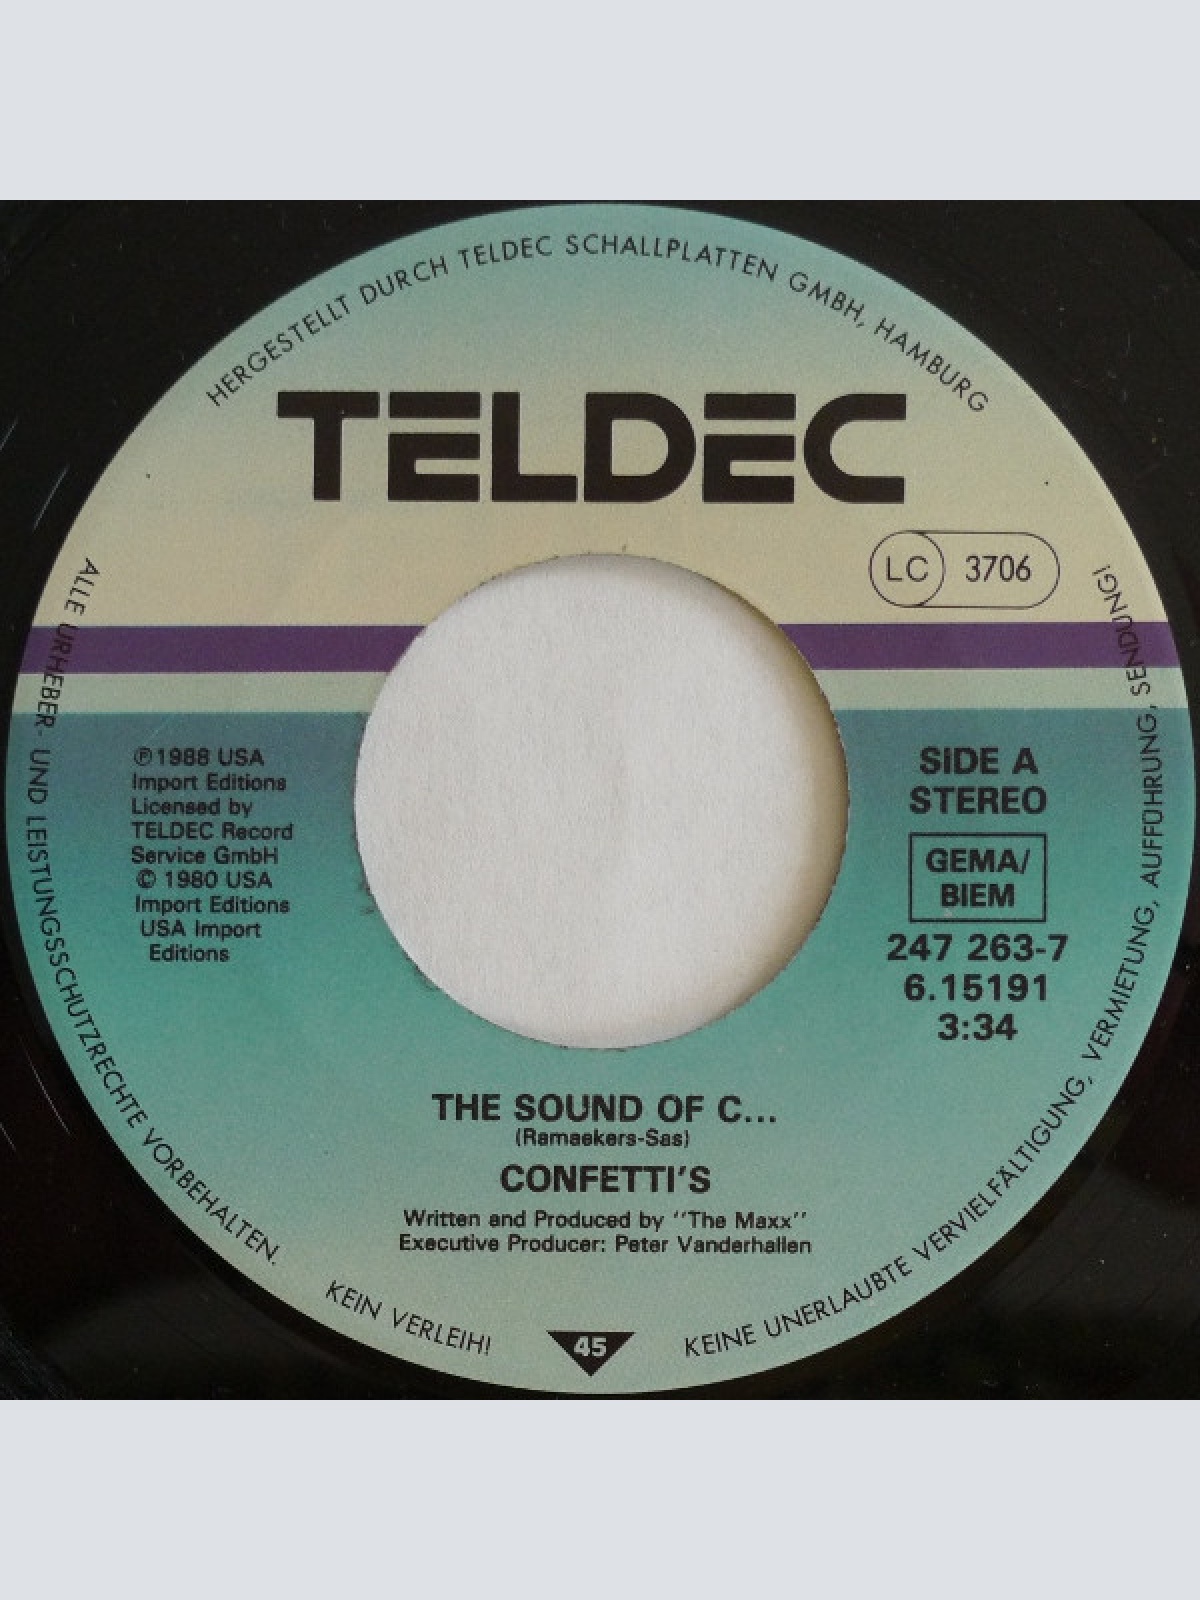 HERGESTELLT DURCH TELDEC SCHALLPLATTEN GMBH, HAMBURG
TELDEC
LC 3706
℗ 1988 USA
Import Editions
Licensed by
TELDEC Record
Service GmbH
© 1980 USA
Import Editions
USA Import
Editions
SIDE A
STEREO
GEMA/
BIEM
247 263-7
6.15191
3:34
THE SOUND OF C...
(Ramaekers-Sas)
CONFETTI'S
Written and Produced by ''The Maxx''
Executive Producer: Peter Vanderhallen
ALLE URHEBER- UND LEISTUNGSSCHUTZRECHTE VORBEHALTEN.
KEIN VERLEIH!
45
KEINE UNERLAUBTE VERVIELFÄLTIGUNG, VERMIETUNG, AUFFÜHRUNG, SENDUNG!